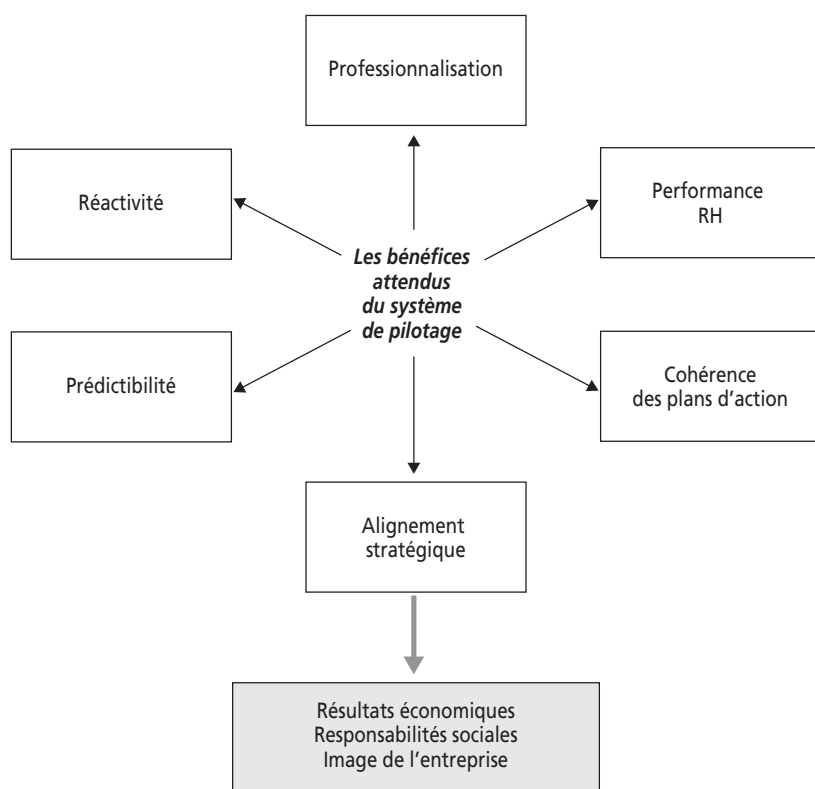 Professionnalisation
Réactivité
Performance
RH
Les bénéfices
attendus
du système
de pilotage
Prédictibilité
Cohérence
des plans d’action
Alignement
stratégique
Résultats économiques
Responsabilités sociales
Image de l’entreprise